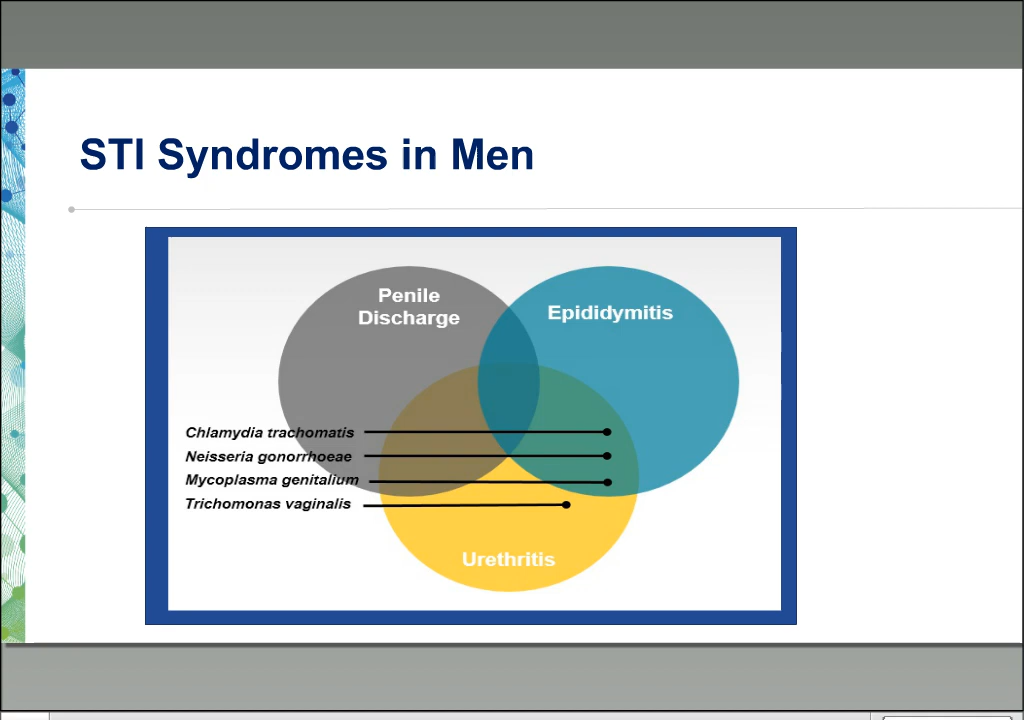 STI Syndromes in Men
Penile
Discharge
Epididymitis
Chlamydia trachomatis
Neisseria gonorrhoeae
Mycoplasma genitalium
Trichomonas vaginalis
Urethritis